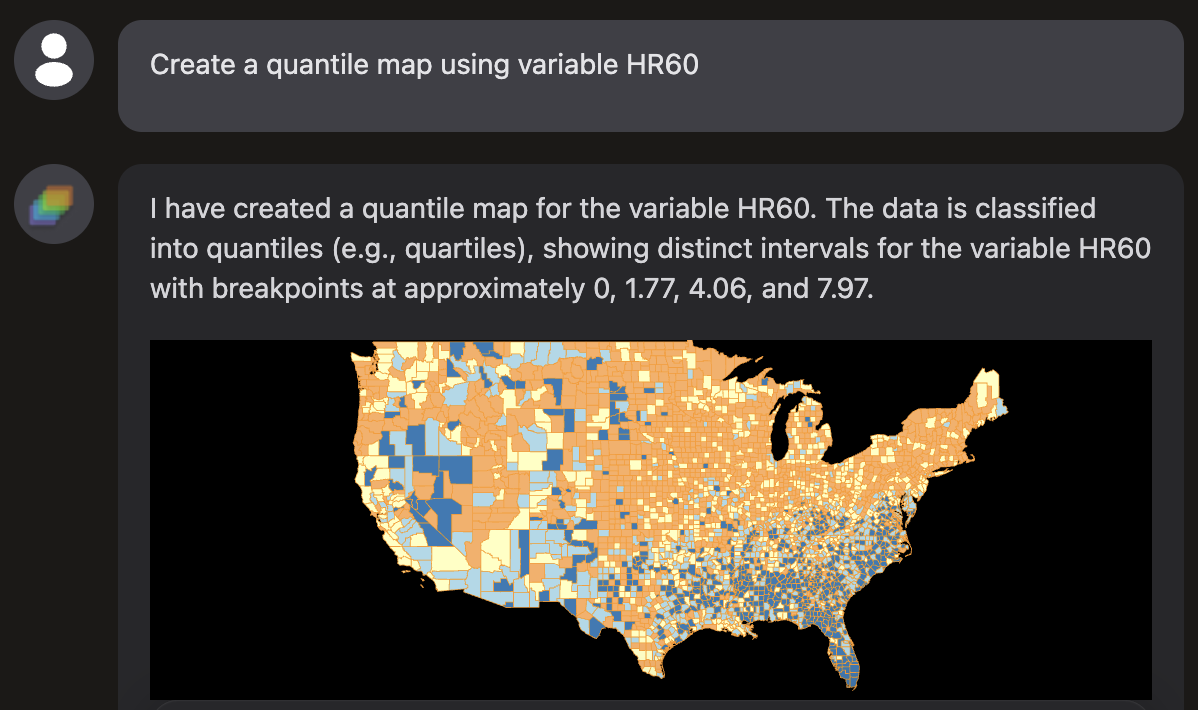 Create a quantile map using variable HR60
I have created a quantile map for the variable HR60. The data is classified
into quantiles (e.g., quartiles), showing distinct intervals for the variable HR60
with breakpoints at approximately 0, 1.77, 4.06, and 7.97.